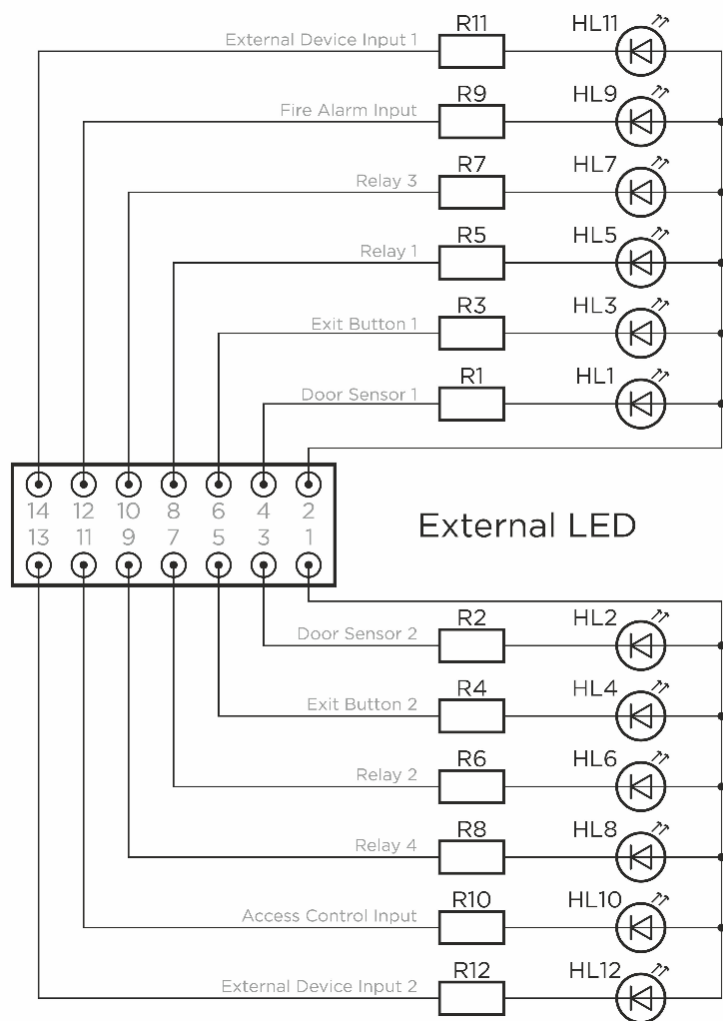 External Device Input 1 R11 HL11
Fire Alarm Input R9 HL9
Relay 3 R7 HL7
Relay 1 R5 HL5
Exit Button 1 R3 HL3
Door Sensor 1 R1 HL1
14 12 10 8 6 4 2
13 11 9 7 5 3 1
External LED
Door Sensor 2 R2 HL2
Exit Button 2 R4 HL4
Relay 2 R6 HL6
Relay 4 R8 HL8
Access Control Input R10 HL10
External Device Input 2 R12 HL12